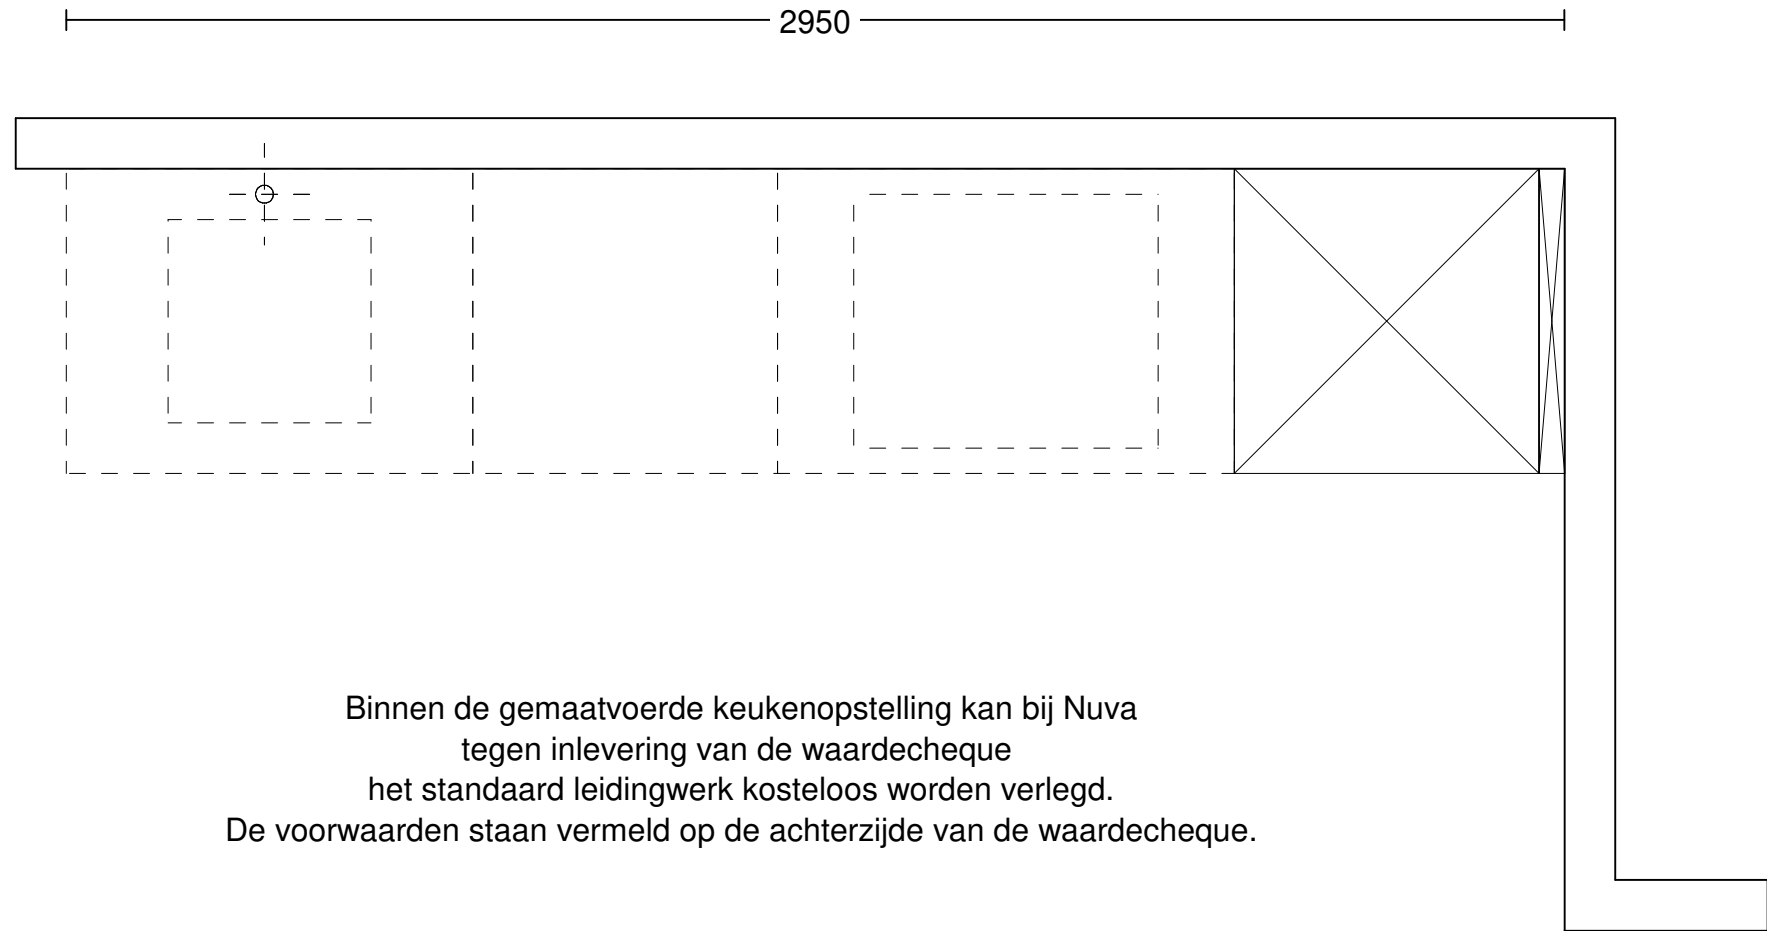 2950
Binnen de gemaatvoerde keukenopstelling kan bij Nuva
tegen inlevering van de waardecheque
het standaard leidingwerk kosteloos worden verlegd.
De voorwaarden staan vermeld op de achterzijde van de waardecheque.